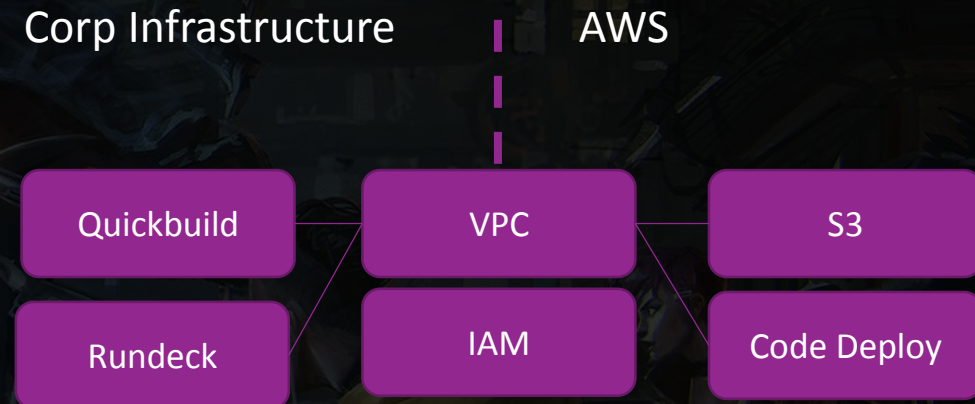 Corp Infrastructure
AWS
Quickbuild
VPC
S3
Rundeck
IAM
Code Deploy